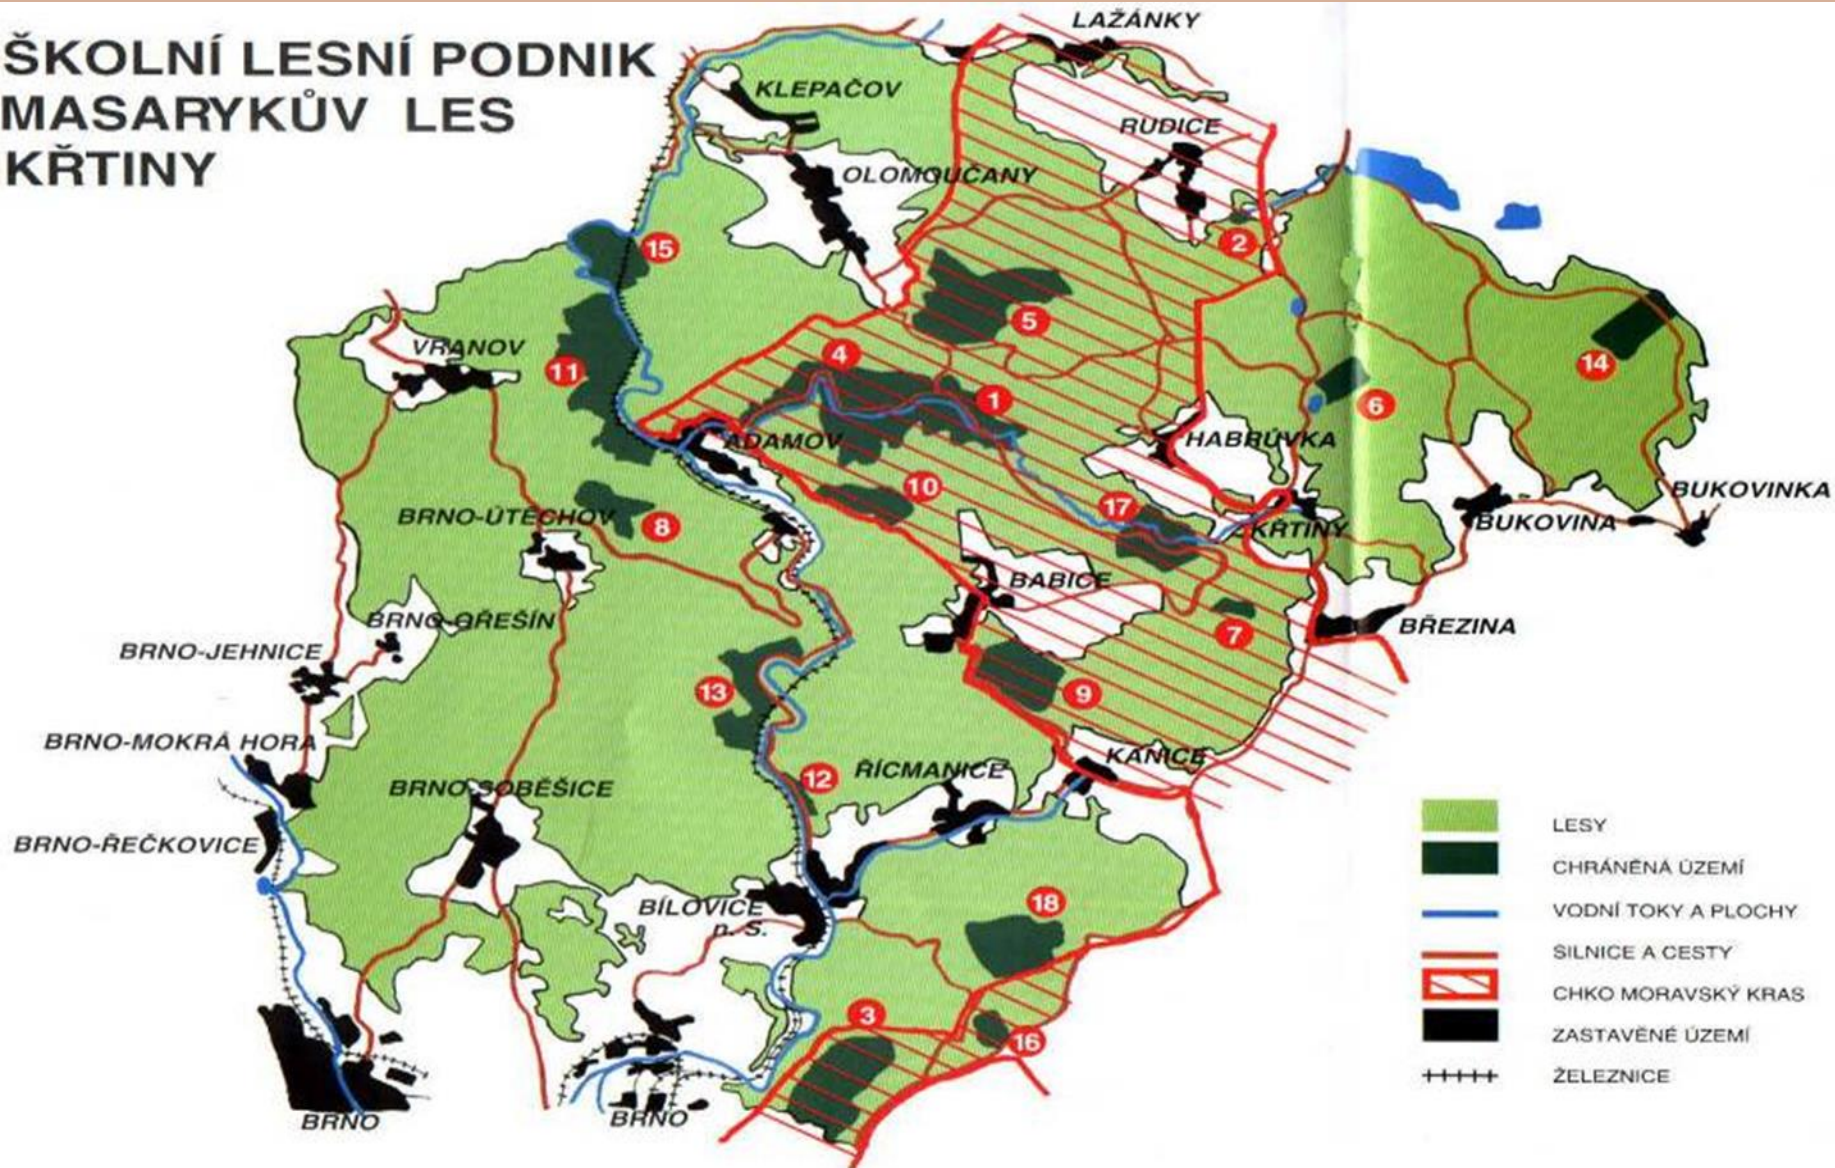 ŠKOLNÍ LESNÍ PODNIK
MASARYKŮV LES
KŘTINY
LAŽÁNKY
KLEPAČOV
RUDICE
OLOMOUČANY
15
2
5
VRANOV
11
4
14
1
6
ADAMOV
HABRŮVKA
10
BUKOVINKA
17
BRNO-ÚTĚCHOV
8
KŘTINY
BUKOVINA
BABICE
BRNO-OŘEŠÍN
BŘEZINA
7
BRNO-JEHNICE
13
9
BRNO-MOKRÁ HORA
KANICE
12
ŘÍCMANICE
BRNO-SOBĚŠICE
LESY
BRNO-ŘEČKOVICE
CHRÁNĚNÁ ÚZEMÍ
18
BÍLOVICE
n. S.
VODNÍ TOKY A PLOCHY
SILNICE A CESTY
CHKO MORAVSKÝ KRAS
3
16
ZASTAVĚNÉ ÚZEMÍ
ŽELEZNICE
BRNO
BRNO